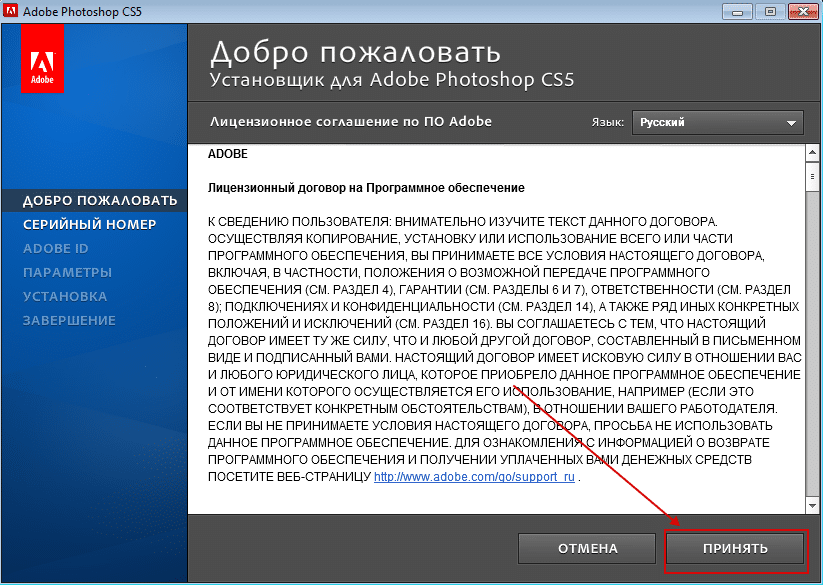 Adobe Photoshop CS5
Adobe
Добро пожаловать
Установщик для Adobe Photoshop CS5
Лицензионное соглашение по ПО Adobe
Язык:
Русский
ДОБРО ПОЖАЛОВАТЬ
СЕРИЙНЫЙ НОМЕР
ADOBE ID
ПАРАМЕТРЫ
УСТАНОВКА
ЗАВЕРШЕНИЕ
ADOBE
Лицензионный договор на Программное обеспечение
К СВЕДЕНИЮ ПОЛЬЗОВАТЕЛЯ: ВНИМАТЕЛЬНО ИЗУЧИТЕ ТЕКСТ ДАННОГО ДОГОВОРА.
ОСУЩЕСТВЛЯЯ КОПИРОВАНИЕ, УСТАНОВКУ ИЛИ ИСПОЛЬЗОВАНИЕ ВСЕГО ИЛИ ЧАСТИ
ПРОГРАММНОГО ОБЕСПЕЧЕНИЯ, ВЫ ПРИНИМАЕТЕ ВСЕ УСЛОВИЯ НАСТОЯЩЕГО ДОГОВОРА,
ВКЛЮЧАЯ, В ЧАСТНОСТИ, ПОЛОЖЕНИЯ О ВОЗМОЖНОЙ ПЕРЕДАЧЕ ПРОГРАММНОГО
ОБЕСПЕЧЕНИЯ (СМ. РАЗДЕЛ 4), ГАРАНТИИ (СМ. РАЗДЕЛЫ 6 И 7), ОТВЕТСТВЕННОСТИ (СМ. РАЗДЕЛ
8); ПОДКЛЮЧЕНИЯХ И КОНФИДЕНЦИАЛЬНОСТИ (СМ. РАЗДЕЛ 14), А ТАКЖЕ РЯД ИНЫХ КОНКРЕТНЫХ
ПОЛОЖЕНИЙ И ИСКЛЮЧЕНИЙ (СМ. РАЗДЕЛ 16). ВЫ СОГЛАШАЕТЕСЬ С ТЕМ, ЧТО НАСТОЯЩИЙ
ДОГОВОР ИМЕЕТ ТУ ЖЕ СИЛУ, ЧТО И ЛЮБОЙ ДРУГОЙ ДОГОВОР, СОСТАВЛЕННЫЙ В ПИСЬМЕННОМ
ВИДЕ И ПОДПИСАННЫЙ ВАМИ. НАСТОЯЩИЙ ДОГОВОР ИМЕЕТ ИСКОВУЮ СИЛУ В ОТНОШЕНИИ ВАС
И ЛЮБОГО ЮРИДИЧЕСКОГО ЛИЦА, КОТОРОЕ ПРИОБРЕЛО ДАННОЕ ПРОГРАММНОЕ ОБЕСПЕЧЕНИЕ
И ОТ ИМЕНИ КОТОРОГО ОСУЩЕСТВЛЯЕТСЯ ЕГО ИСПОЛЬЗОВАНИЕ, НАПРИМЕР (ЕСЛИ ЭТО
СООТВЕТСТВУЕТ КОНКРЕТНЫМ ОБСТОЯТЕЛЬСТВАМ), В ОТНОШЕНИИ ВАШЕГО РАБОТОДАТЕЛЯ.
ЕСЛИ ВЫ НЕ ПРИНИМАЕТЕ УСЛОВИЯ НАСТОЯЩЕГО ДОГОВОРА, ПРОСЬБА НЕ ИСПОЛЬЗОВАТЬ
ДАННОЕ ПРОГРАММНОЕ ОБЕСПЕЧЕНИЕ. ДЛЯ ОЗНАКОМЛЕНИЯ С ИНФОРМАЦИЕЙ О ВОЗВРАТЕ
ПРОГРАММНОГО ОБЕСПЕЧЕНИЯ И ПОЛУЧЕНИИ УПЛАЧЕННЫХ ВАМИ ДЕНЕЖНЫХ СРЕДСТВ
ПОСЕТИТЕ ВЕБ-СТРАНИЦУ http://www.adobe.com/go/support_ru .
ОТМЕНА
ПРИНЯТЬ